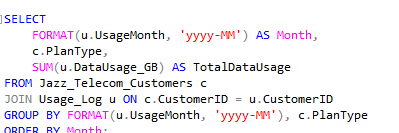 SELECT
FORMAT(u.UsageMonth, 'yyyy-MM') AS Month,
c.PlanType,
SUM(u.DataUsage_GB) AS TotalDataUsage
FROM Jazz_Telecom_Customers c
JOIN Usage_Log u ON c.CustomerID = u.CustomerID
GROUP BY FORMAT(u.UsageMonth, 'yyyy-MM'), c.PlanType
ORDER BY Month;